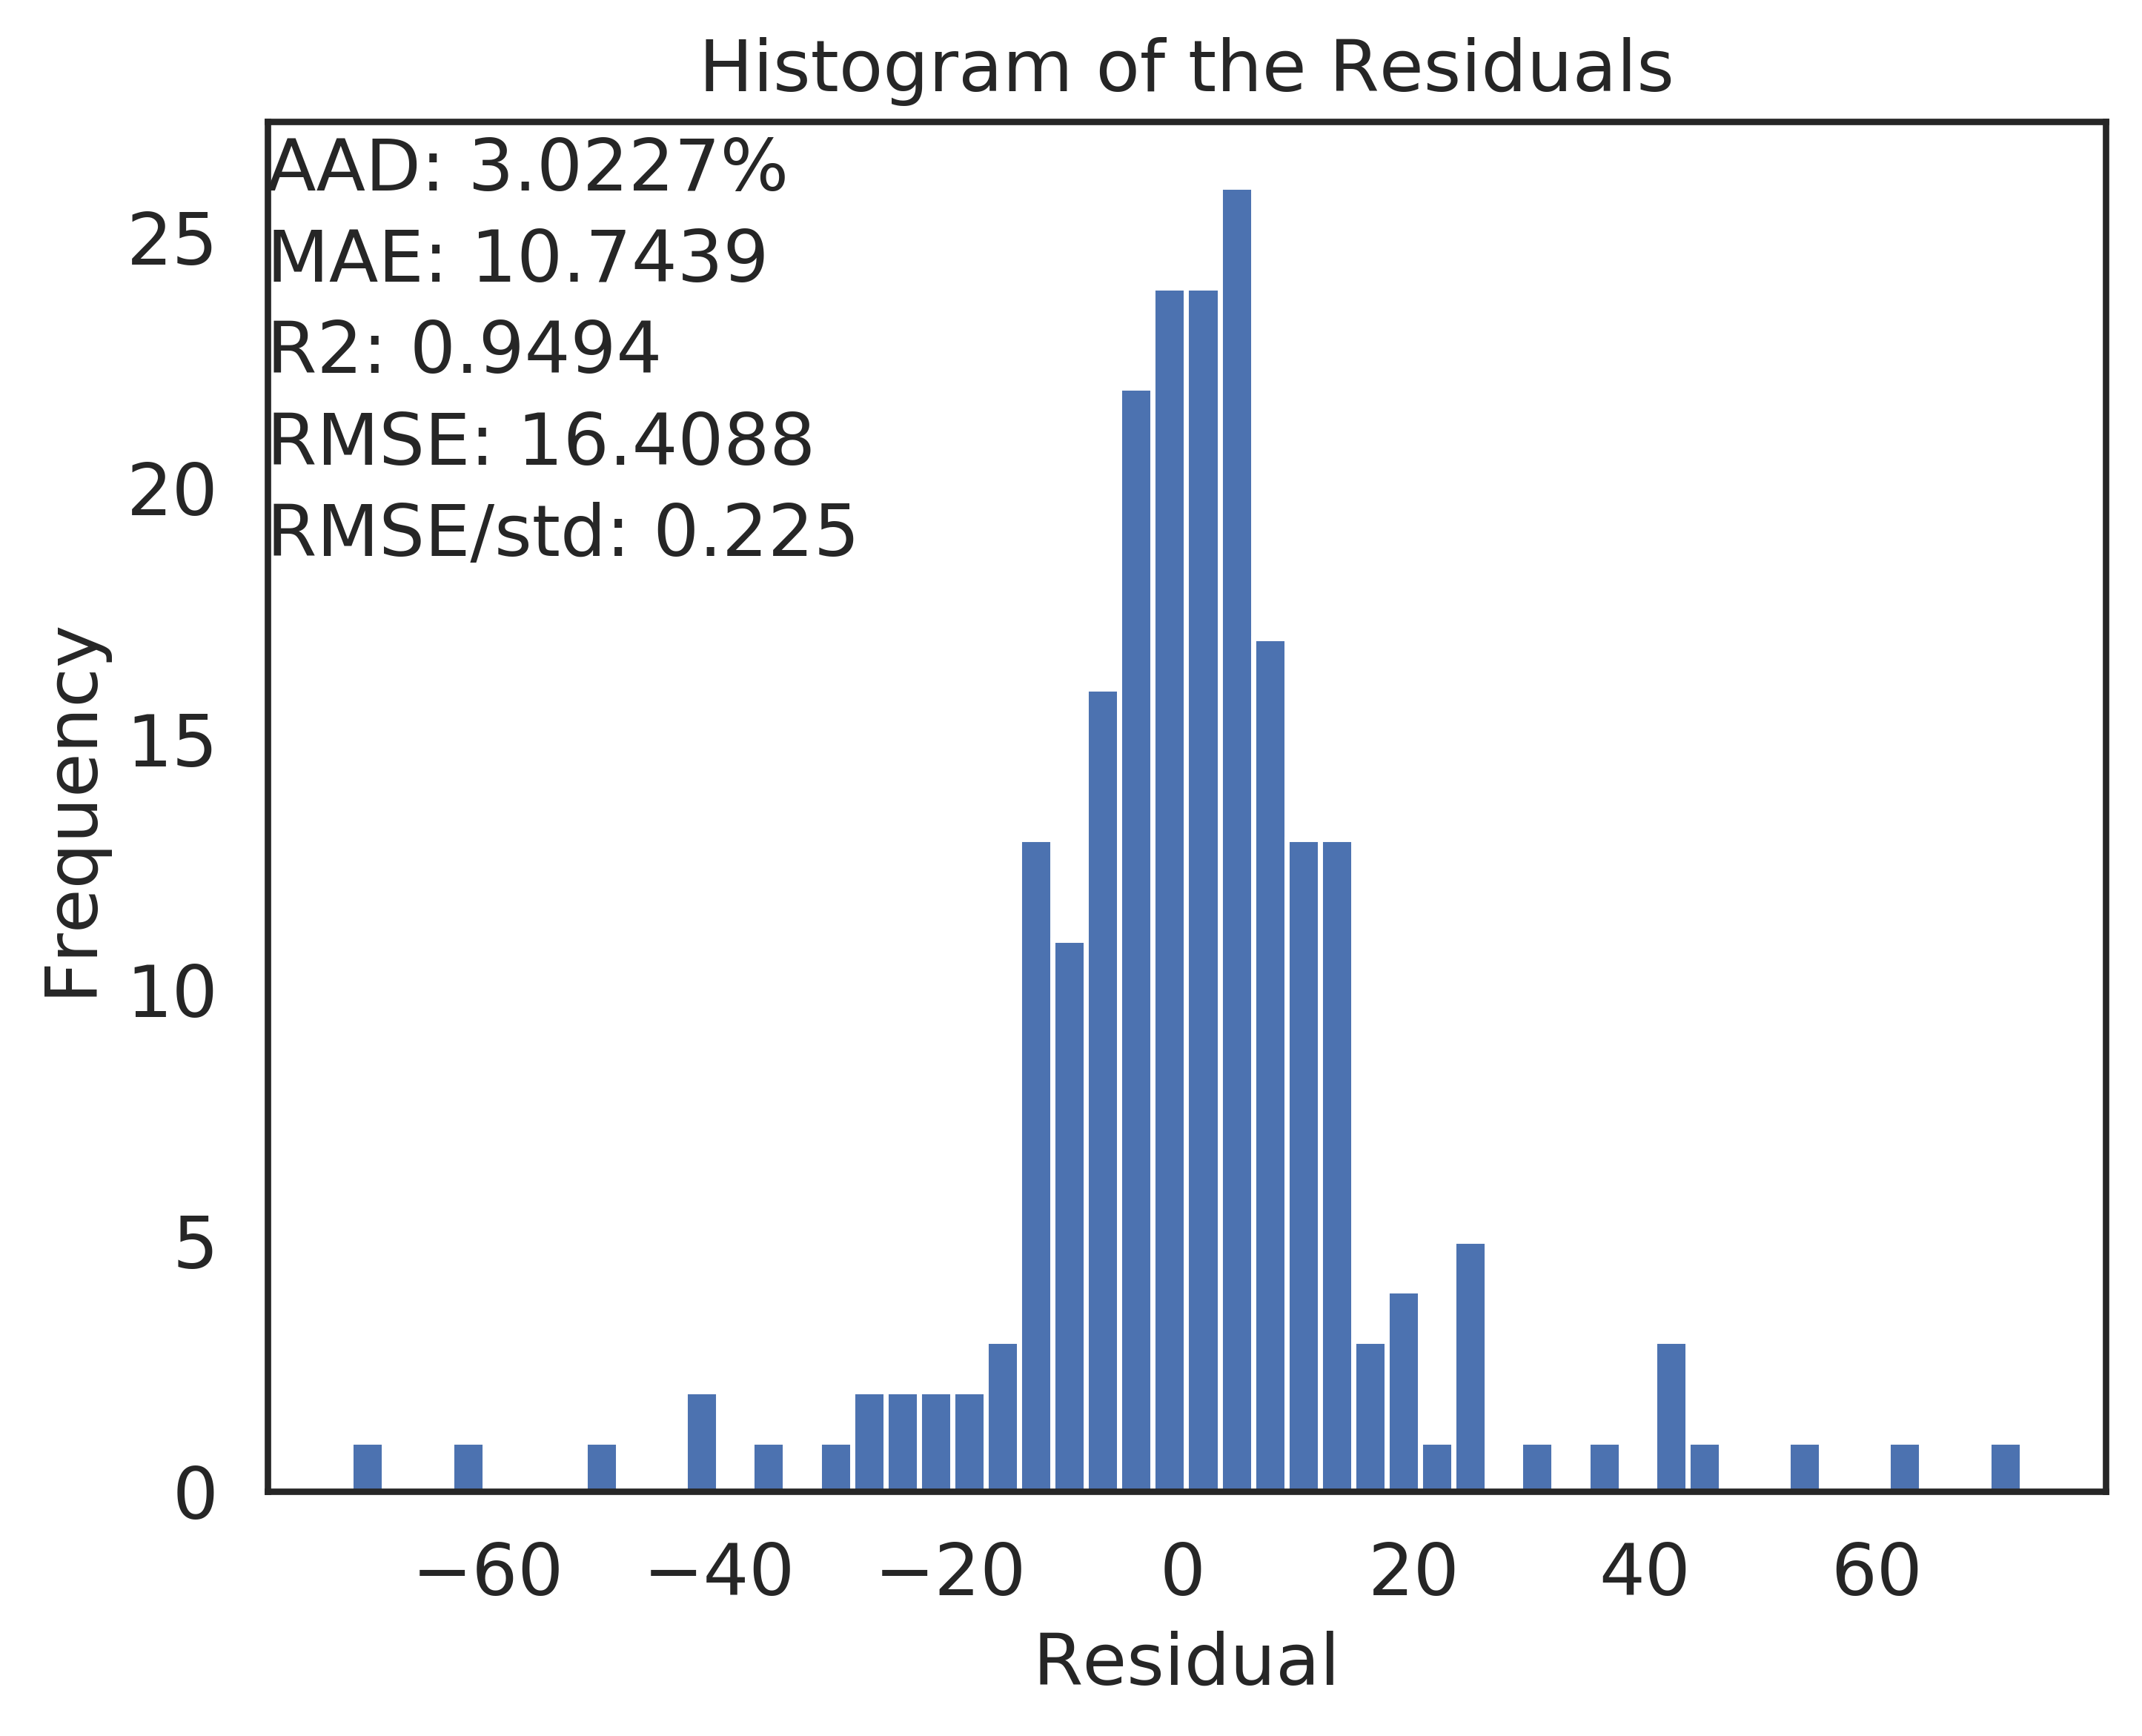 Histogram of the Residuals
AAD: 3.0227%
MAE: 10.7439
R2: 0.9494
RMSE: 16.4088
RMSE/std: 0.225
Frequency
25
20
15
10
5
0
−60 −40 −20 0 20 40 60
Residual